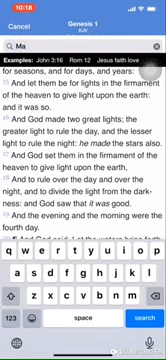 10:18
Genesis 1
KJV
Cancel
Ma
Examples: John 3:16 Rom 12 Jesus faith love
for seasons, and for days, and years:
15 And let them be for lights in the firmament
of the heaven to give light upon the earth:
and it was so.
16 And God made two great lights; the
greater light to rule the day, and the lesser
light to rule the night: he made the stars also.
17 And God set them in the firmament of the
heaven to give light upon the earth,
18 And to rule over the day and over the
night, and to divide the light from the dark-
ness: and God saw that it was good.
19 And the evening and the morning were the
fourth day.
q w e r t y u i o p
a s d f g h j k l
z x c v b n m
123 space search